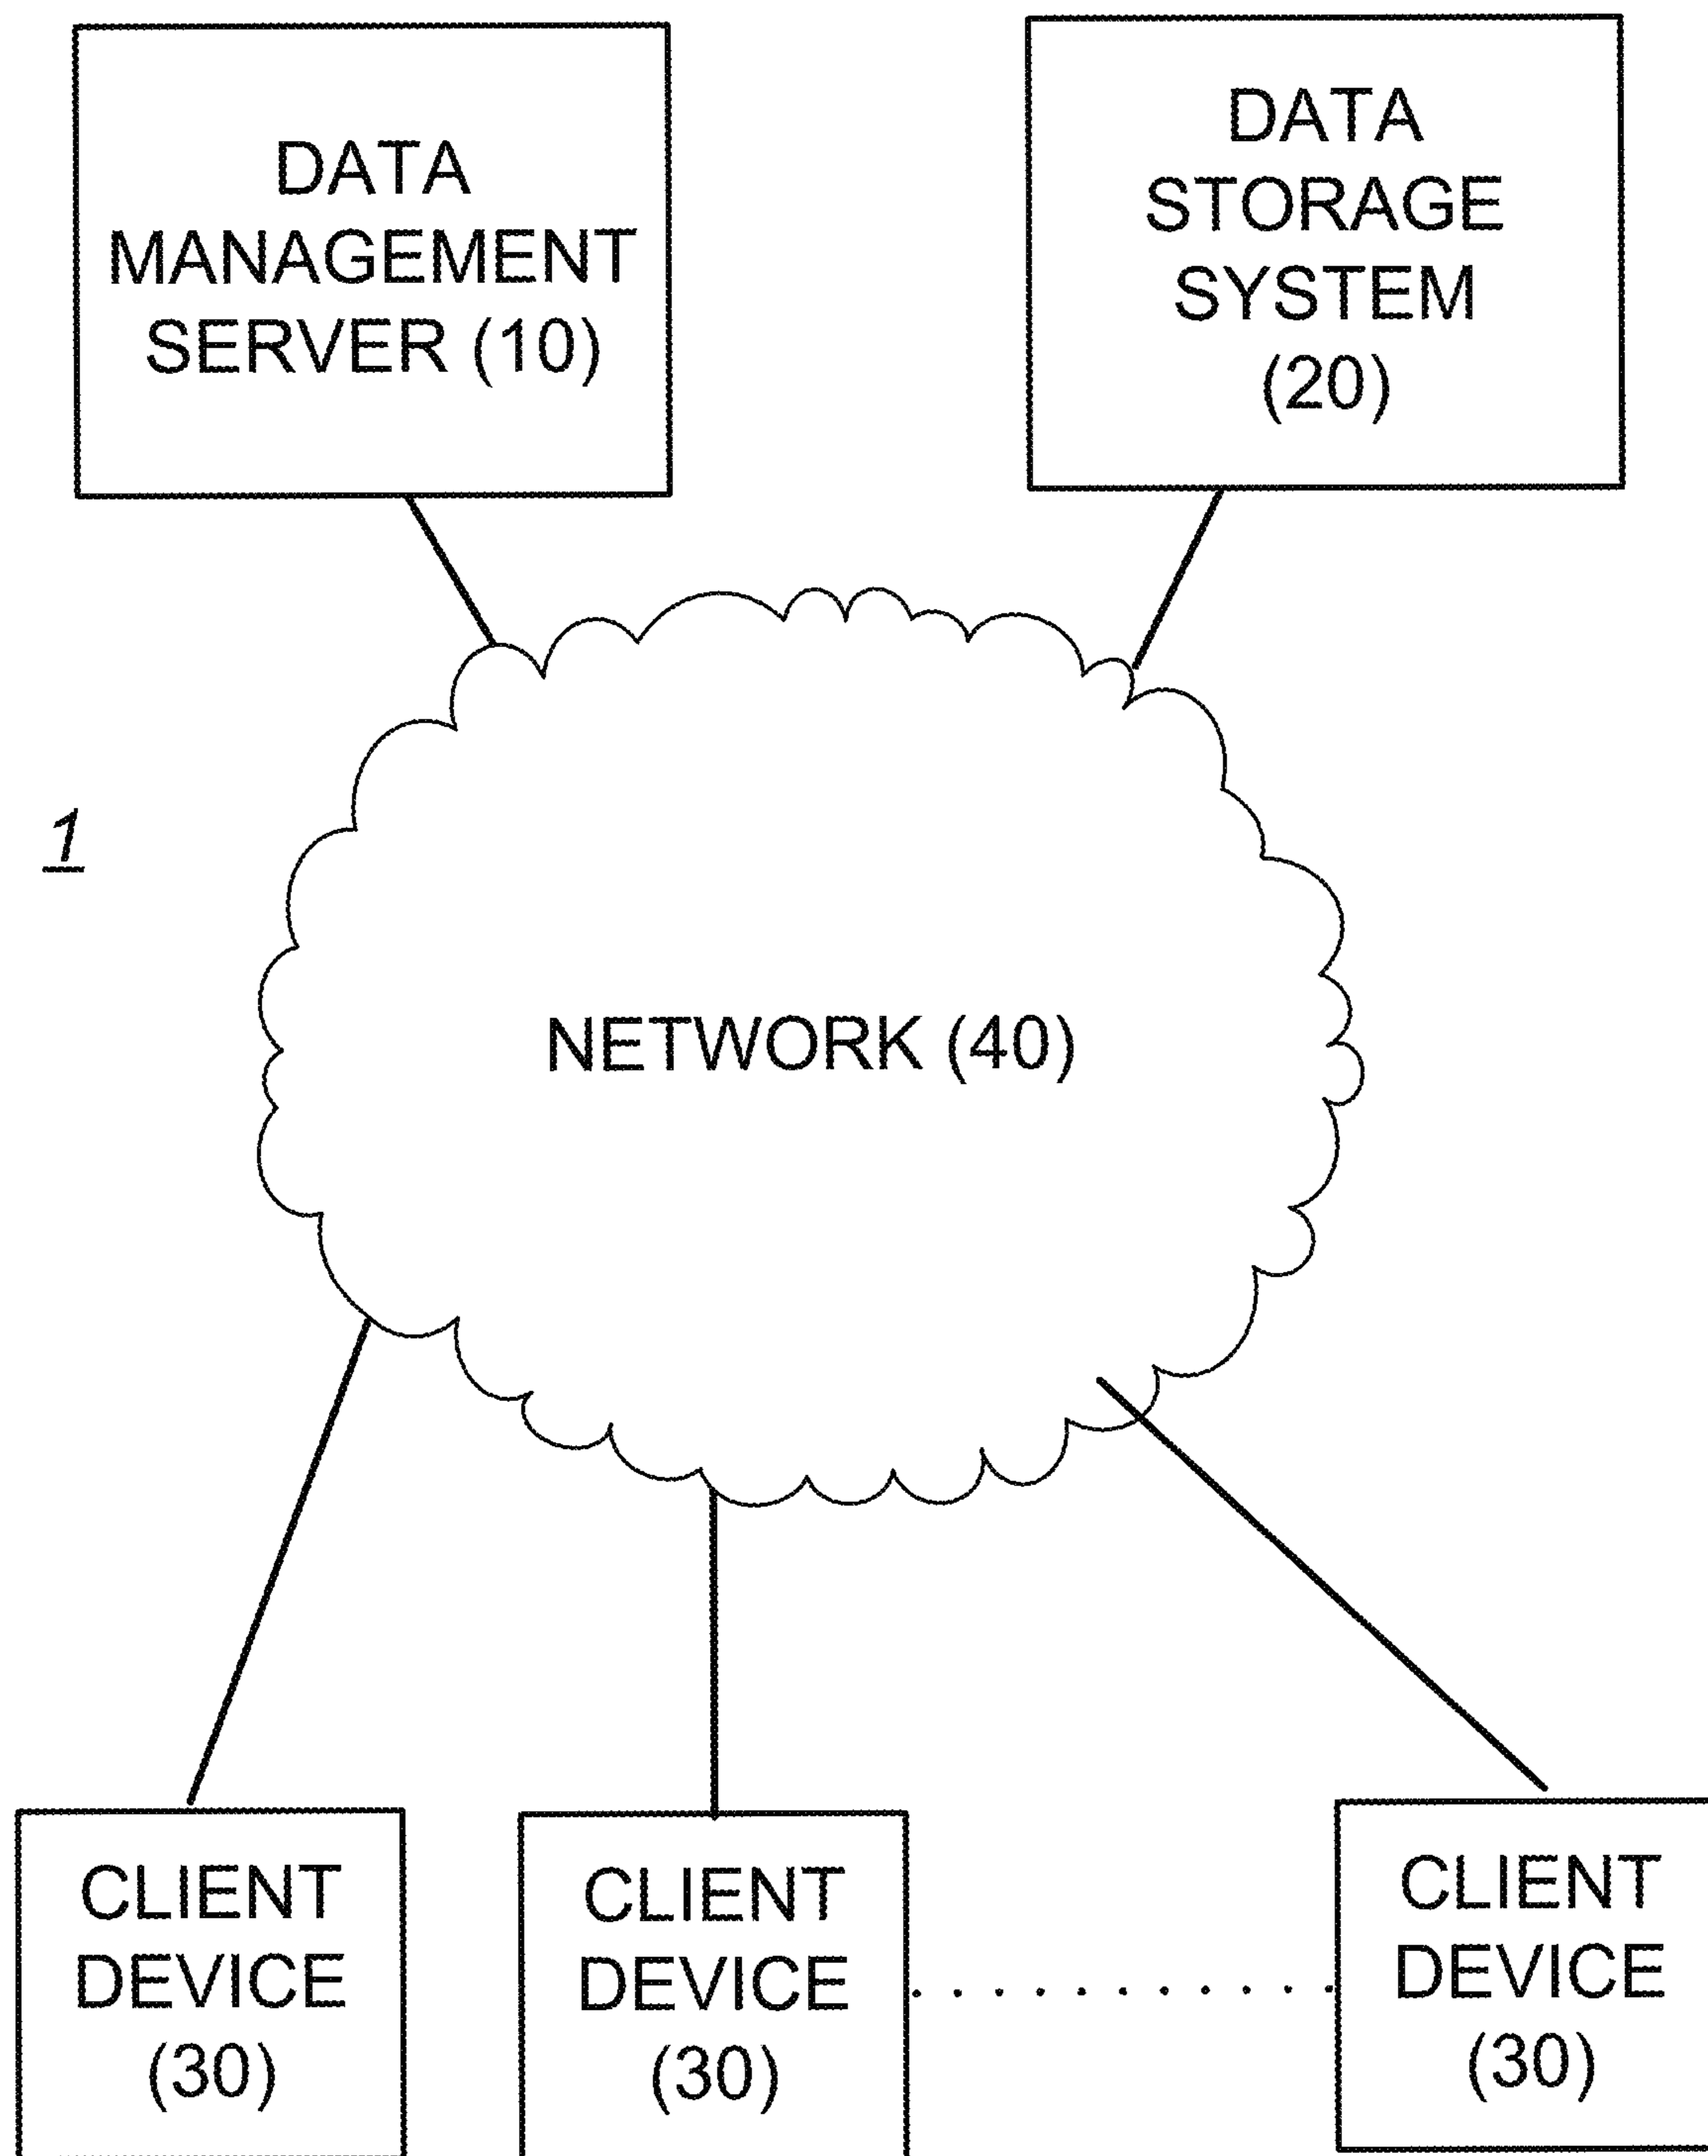 DATA
MANAGEMENT
SERVER (10)
DATA
STORAGE
SYSTEM
(20)
1
NETWORK (40)
CLIENT
DEVICE
(30)
CLIENT
DEVICE
(30)
CLIENT
DEVICE
(30)